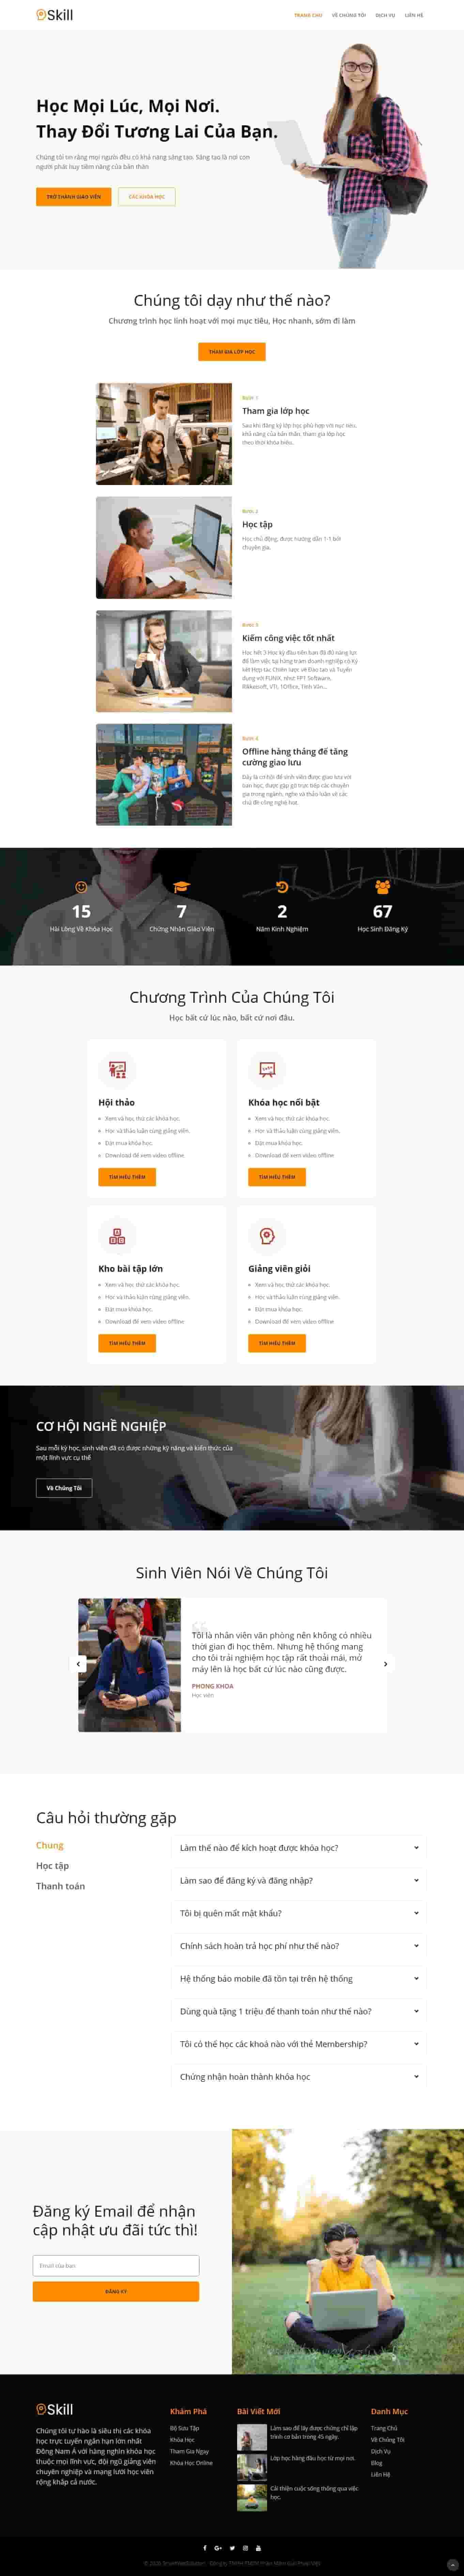 Skill
TRANG CHỦ VỀ CHÚNG TÔI DỊCH VỤ LIÊN HỆ
Học Mọi Lúc, Mọi Nơi.
Thay Đổi Tương Lai Của Bạn.
Chúng tôi tin rằng mọi người đều có khả năng sáng tạo. Sáng tạo là nơi con
người phát huy tiềm năng của bản thân
TRỞ THÀNH GIÁO VIÊN CÁC KHÓA HỌC
Chúng tôi dạy như thế nào?
Chương trình học linh hoạt với mọi mục tiêu, Học nhanh, sớm đi làm
THAM GIA LỚP HỌC
Bước 1
Tham gia lớp học
Sau khi đăng ký lớp học phù hợp với mục tiêu,
khả năng của bản thân, tham gia lớp học
theo thời khóa biểu.
Bước 2
Học tập
Học chủ động, được hướng dẫn 1-1 bởi
chuyên gia.
Bước 3
Kiếm công việc tốt nhất
để làm việc tại hàng trăm doanh nghiệp có Ký
kết Hợp tác Chiến lược về Đào tạo và Tuyển
dụng với FUNIX, như: FPT Software,
Rikkeisoft, VTI, 1Office, Tinh Vân...
Bước 4
Offline hàng tháng để tăng
cường giao lưu
Đây là cơ hội để sinh viên được giao lưu với
bạn học, được gặp gỡ trực tiếp các chuyên
gia trong ngành, nghe và thảo luận về các
chủ đề công nghệ hot.
15 7 2 67
Hài Lòng Về Khóa Học Chứng Nhận Giáo Viên Năm Kinh Nghiệm Học Sinh Đăng Ký
Chương Trình Của Chúng Tôi
Học bất cứ lúc nào, bất cứ nơi đâu.
Hội thảo
Xem và học thử các khóa học.
Học và thảo luận cùng giảng viên.
Đặt mua khóa học.
Download để xem video offline.
TÌM HIỂU THÊM
Khóa học nổi bật
Xem và học thử các khóa học.
Học và thảo luận cùng giảng viên.
Đặt mua khóa học.
Download để xem video offline
TÌM HIỂU THÊM
Kho bài tập lớn
Xem và học thử các khóa học.
Học và thảo luận cùng giảng viên.
Đặt mua khóa học.
Download để xem video offline
TÌM HIỂU THÊM
Giảng viên giỏi
Xem và học thử các khóa học.
Học và thảo luận cùng giảng viên.
Đặt mua khóa học.
Download để xem video offline
TÌM HIỂU THÊM
CƠ HỘI NGHỀ NGHIỆP
Sau mỗi kỳ học, sinh viên đã có được những kỹ năng và kiến thức của
một lĩnh vực cụ thể
Về Chúng Tôi
Sinh Viên Nói Về Chúng Tôi
Tôi là nhân viên văn phòng nên không có nhiều
thời gian đi học thêm. Nhưng hệ thống mang
cho tôi trải nghiệm học tập rất thoải mái, mở
máy lên là học bất cứ lúc nào cũng được.
PHONG KHOA
Học viên
Câu hỏi thường gặp
Chung
Học tập
Thanh toán
Làm thế nào để kích hoạt được khóa học?
Làm sao để đăng ký và đăng nhập?
Tôi bị quên mất mật khẩu?
Chính sách hoàn trả học phí như thế nào?
Hệ thống báo mobile đã tồn tại trên hệ thống
Dùng quà tặng 1 triệu để thanh toán như thế nào?
Tôi có thể học các khoá nào với thẻ Membership?
Chứng nhận hoàn thành khóa học
Đăng ký Email để nhận
cập nhật ưu đãi tức thì!
Email của bạn
ĐĂNG KÝ
Skill
Chúng tôi tự hào là siêu thị các khóa
học trực tuyến ngắn hạn lớn nhất
Đông Nam Á với hàng nghìn khóa học
thuộc mọi lĩnh vực, đội ngũ giảng viên
chuyên nghiệp và mạng lưới học viên
rộng khắp cả nước.
Khám Phá
Bộ Sưu Tập
Khóa Học
Tham Gia Ngay
Khóa Học Online
Bài Viết Mới
Làm sao để lấy được chứng chỉ lập
trình cơ bản trong 45 ngày.
Lớp học hàng đầu học từ mọi nơi.
Cải thiện cuộc sống thông qua việc
học.
Danh Mục
Trang Chủ
Về Chúng Tôi
Dịch Vụ
Blog
Liên Hệ